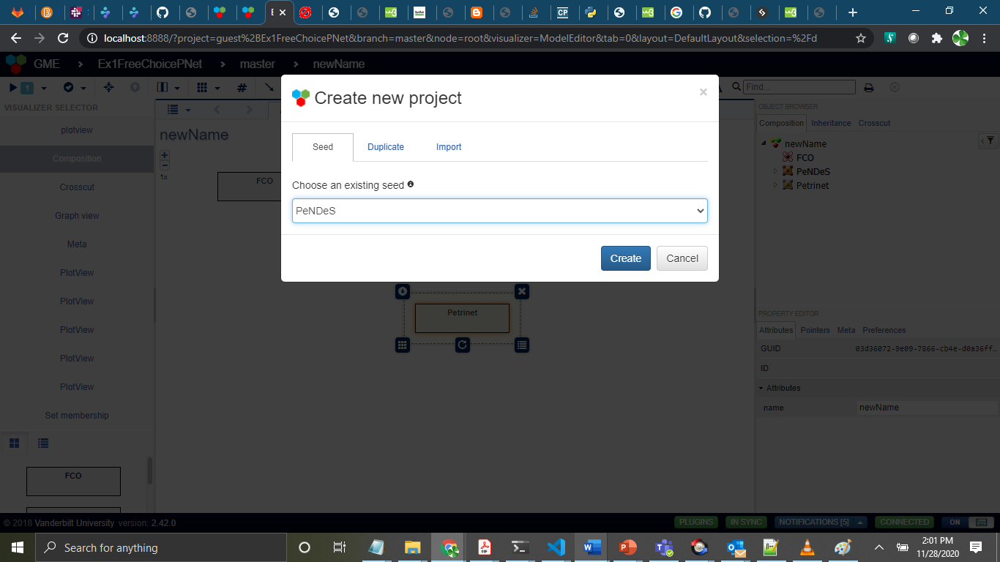 localhost:8888/?project=guest%2BEx1FreeChoicePNet&branch=master&node=root&visualizer=ModelEditor&tab=0&layout=DefaultLayout&selection=%2Fd
GME > Ex1FreeChoicePNet > master > newName
1
Find...
VISUALIZER SELECTOR
plotview
Composition
Crosscut
Graph view
Meta
PlotView
PlotView
PlotView
PlotView
PlotView
Set membership
FCO
newName
1x
FCO
Create new project
×
Seed Duplicate Import
Choose an existing seed
PeNDeS
Create Cancel
Petrinet
OBJECT BROWSER
Composition Inheritance Crosscut
newName
FCO
PeNDeS
Petrinet
PROPERTY EDITOR
Attributes Pointers Meta Preferences
GUID 03d36072-9e09-7866-cb4e-d0a36ff...
ID
Attributes
name newName
© 2018 Vanderbilt University version: 2.42.0
PLUGINS IN SYNC NOTIFICATIONS [5] CONNECTED ON
Search for anything
2:01 PM
11/28/2020